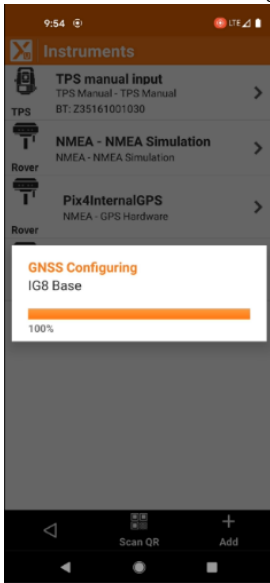 9:54
LTE
Instruments
TPS manual input
TPS Manual - TPS Manual
TPS
BT: Z35161001030
NMEA - NMEA Simulation
NMEA - NMEA Simulation
Rover
Pix4InternalGPS
NMEA - GPS Hardware
Rover
GNSS Configuring
IG8 Base
100%
Scan QR
Add